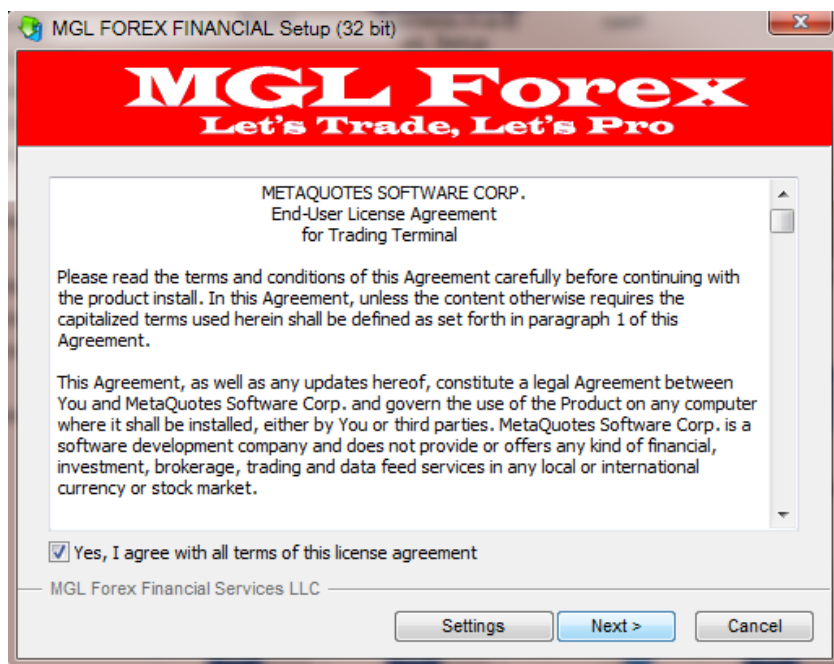 MGL FOREX FINANCIAL Setup (32 bit)
MGL Forex
Let's Trade, Let's Pro
METAQUOTES SOFTWARE CORP.
End-User License Agreement
for Trading Terminal
Please read the terms and conditions of this Agreement carefully before continuing with
the product install. In this Agreement, unless the content otherwise requires the
capitalized terms used herein shall be defined as set forth in paragraph 1 of this
Agreement.
This Agreement, as well as any updates hereof, constitute a legal Agreement between
You and MetaQuotes Software Corp. and govern the use of the Product on any computer
where it shall be installed, either by You or third parties. MetaQuotes Software Corp. is a
software development company and does not provide or offers any kind of financial,
investment, brokerage, trading and data feed services in any local or international
currency or stock market.
Yes, I agree with all terms of this license agreement
MGL Forex Financial Services LLC
Settings
Next >
Cancel